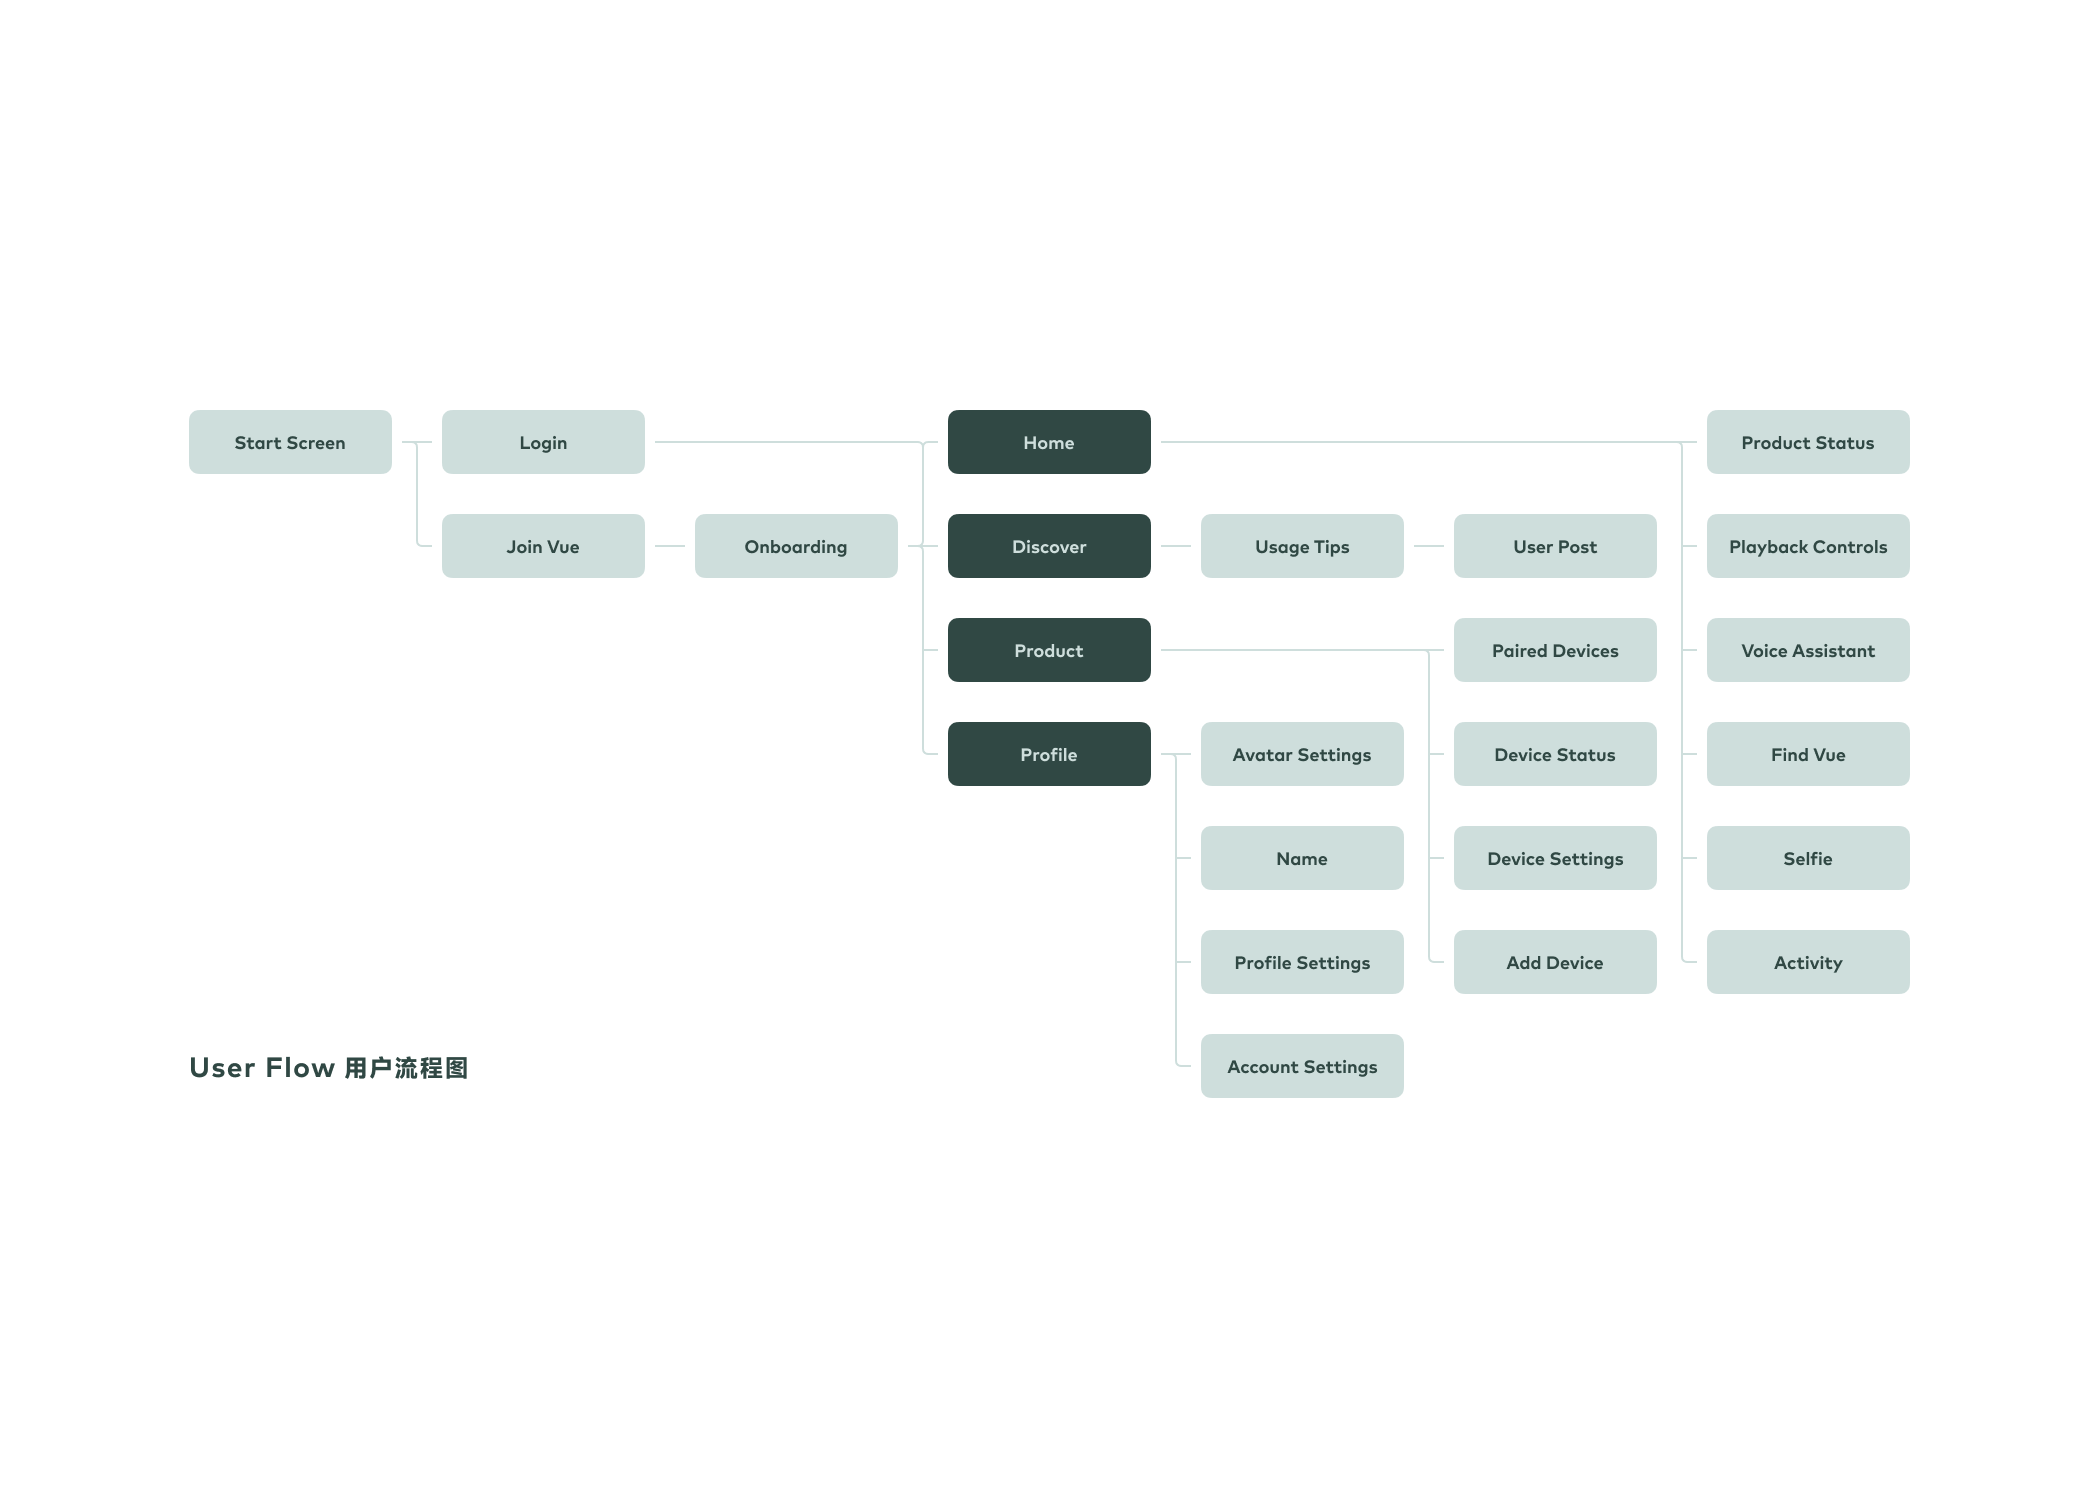 Start Screen
Login
Home
Product Status
Join Vue
Onboarding
Discover
Usage Tips
User Post
Playback Controls
Product
Paired Devices
Voice Assistant
Profile
Avatar Settings
Device Status
Find Vue
Name
Device Settings
Selfie
Profile Settings
Add Device
Activity
User Flow 用户流程图
Account Settings